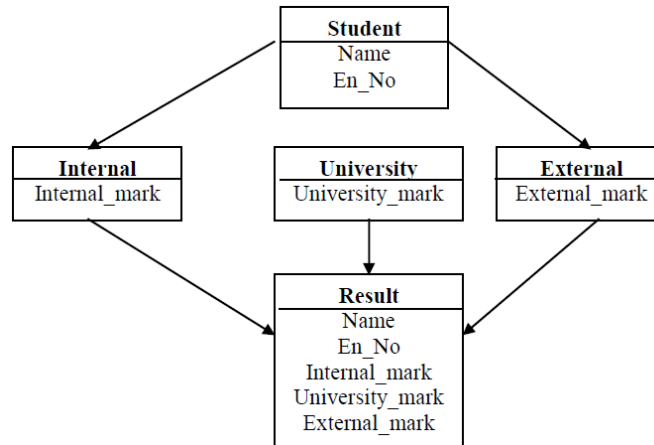 Student
Name
En_No
Internal
Internal_mark
University
University_mark
External
External_mark
Result
Name
En_No
Internal_mark
University_mark
External_mark